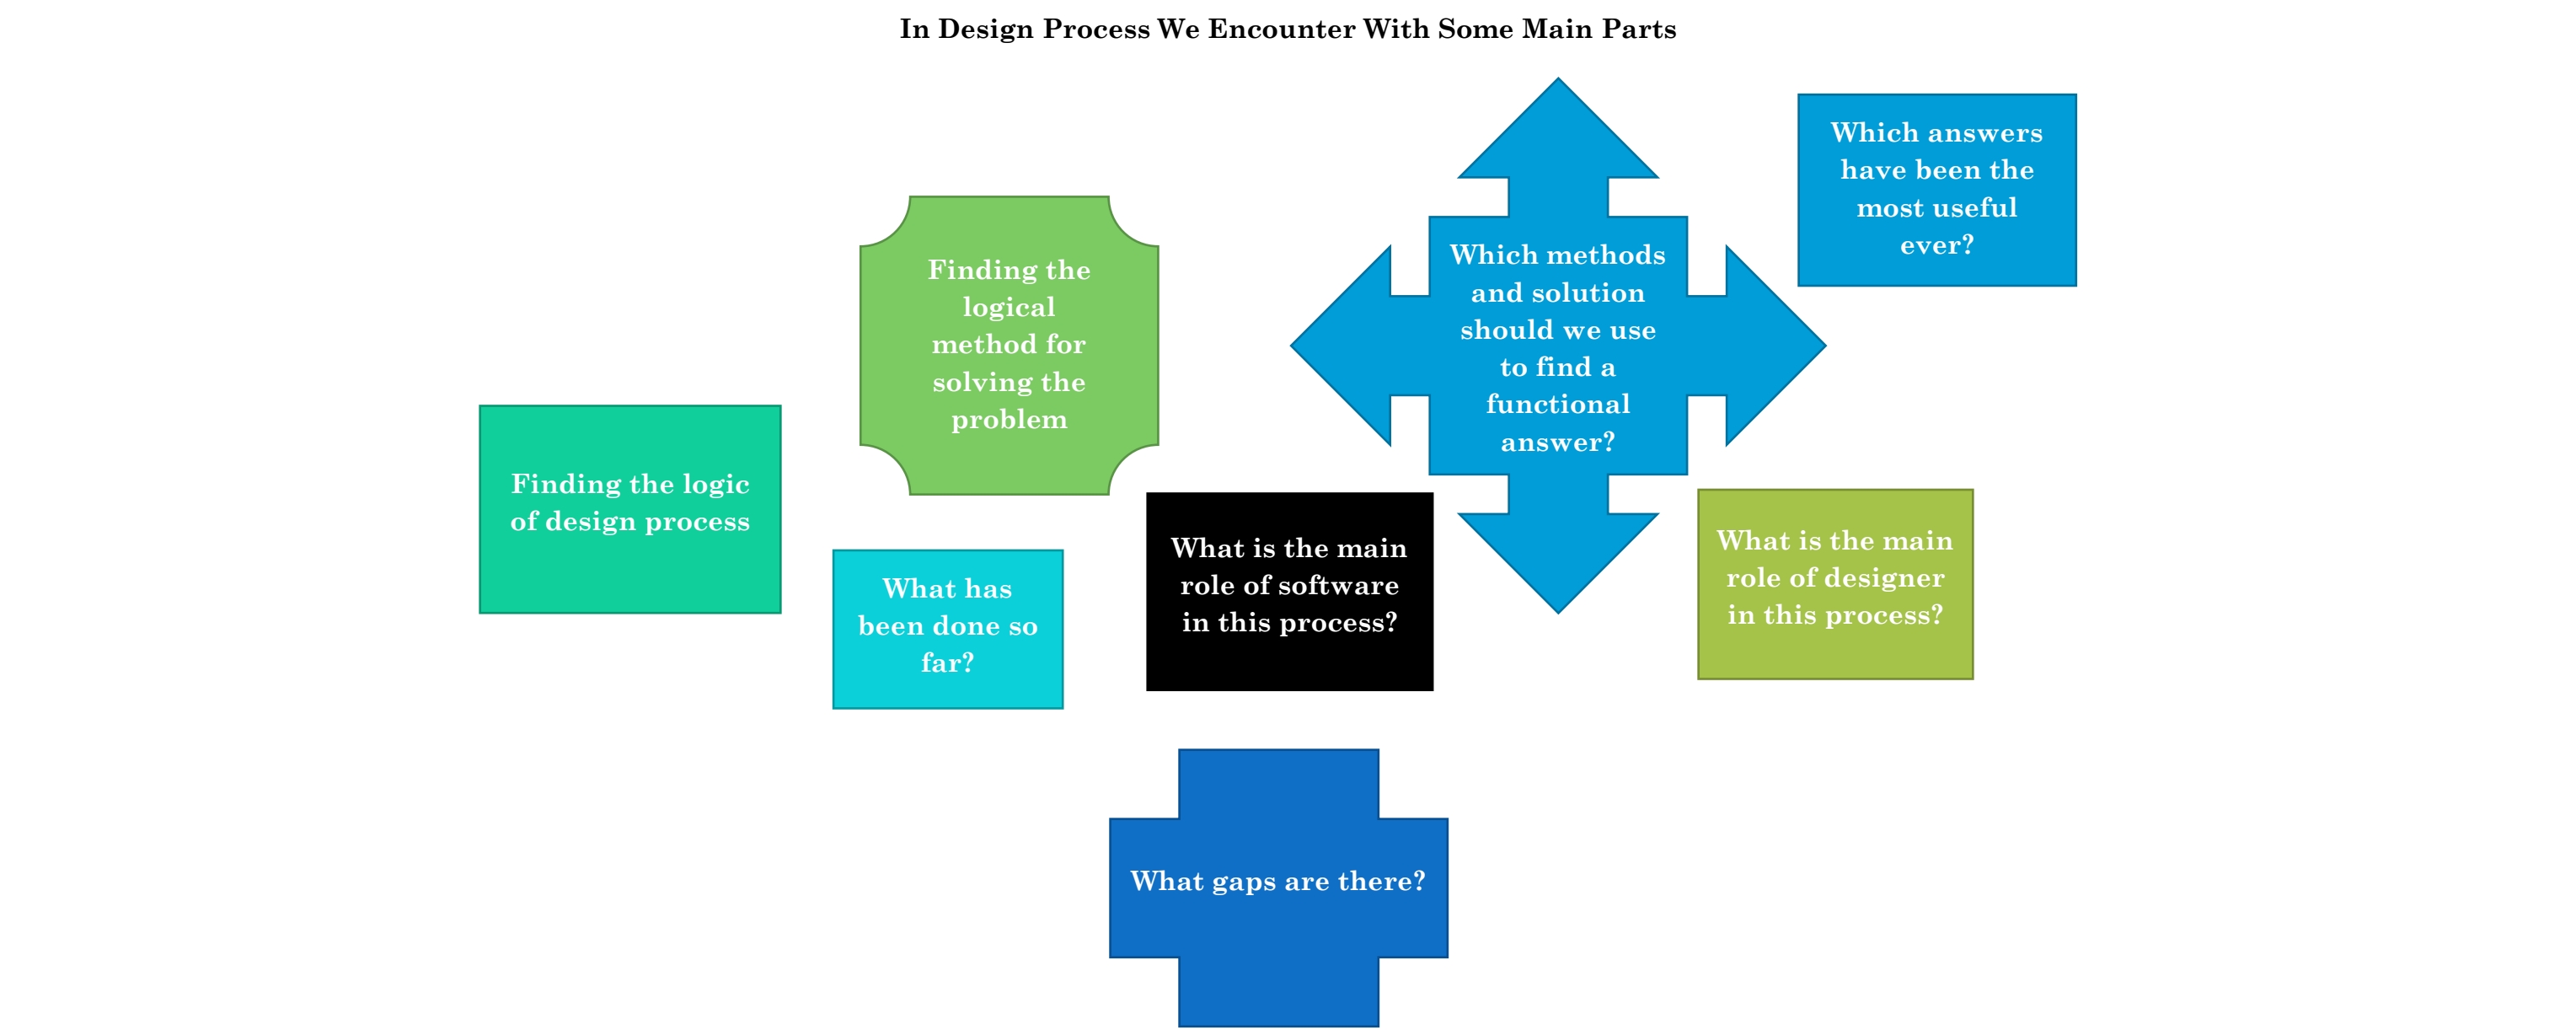 In Design Process We Encounter With Some Main Parts
Which answers
have been the
most useful
ever?
Finding the
logical
method for
solving the
problem
Which methods
and solution
should we use
to find a
functional
answer?
Finding the logic
of design process
What has
been done so
far?
What is the main
role of software
in this process?
What is the main
role of designer
in this process?
What gaps are there?